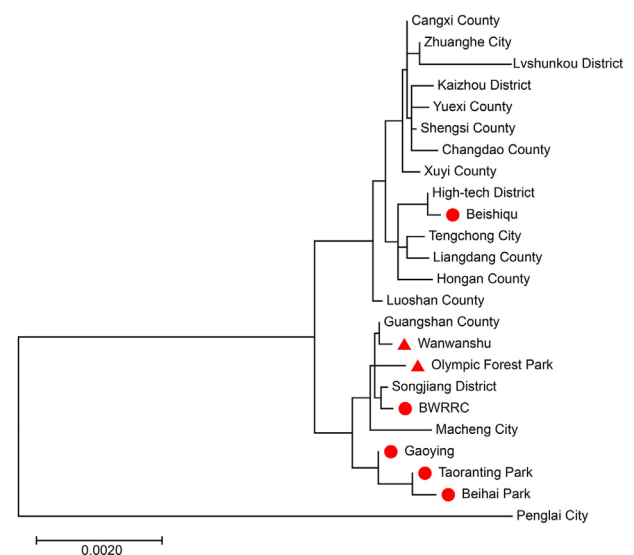 Cangxi County
Zhuanghe City
Lvshunkou District
Kaizhou District
Yuexi County
Shengsi County
Changdao County
Xuyi County
High-tech District
Beishiqu
Tengchong City
Liangdang County
Hongan County
Luoshan County
Guangshan County
Wanwanshu
Olympic Forest Park
Songjiang District
BWRRC
Macheng City
Gaoying
Taoranting Park
Beihai Park
Penglai City
0.0020